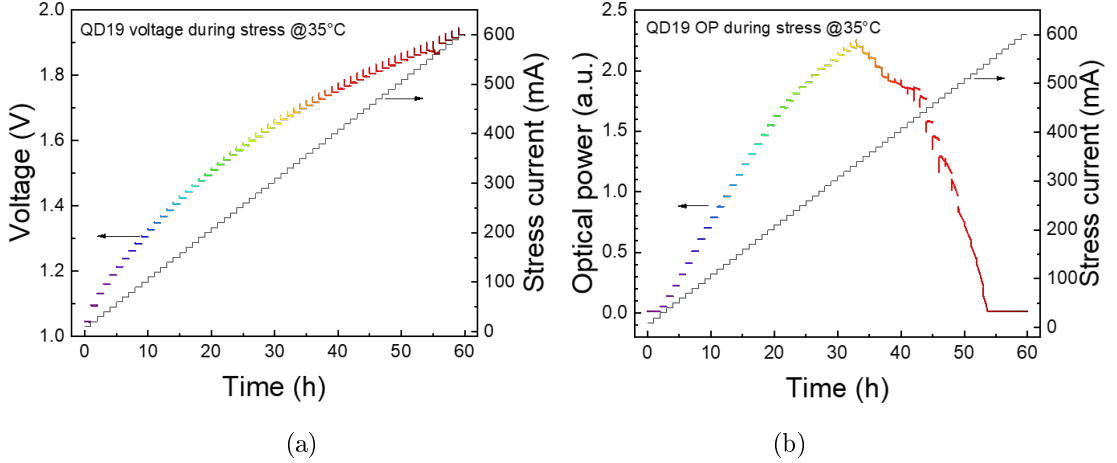 QD19 voltage during stress @35°C
Voltage (V)
2.0
1.8
1.6
1.4
1.2
1.0
Stress current (mA)
600
500
400
300
200
100
0
0 10 20 30 40 50 60
Time (h)
(a)
QD19 OP during stress @35°C
Optical power (a.u.)
2.5
2.0
1.5
1.0
0.5
0.0
Stress current (mA)
600
500
400
300
200
100
0
0 10 20 30 40 50 60
Time (h)
(b)